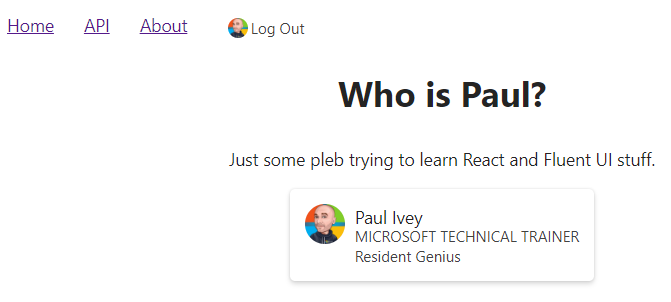 Home API About Log Out
Who is Paul?
Just some pleb trying to learn React and Fluent UI stuff.
Paul Ivey
MICROSOFT TECHNICAL TRAINER
Resident Genius